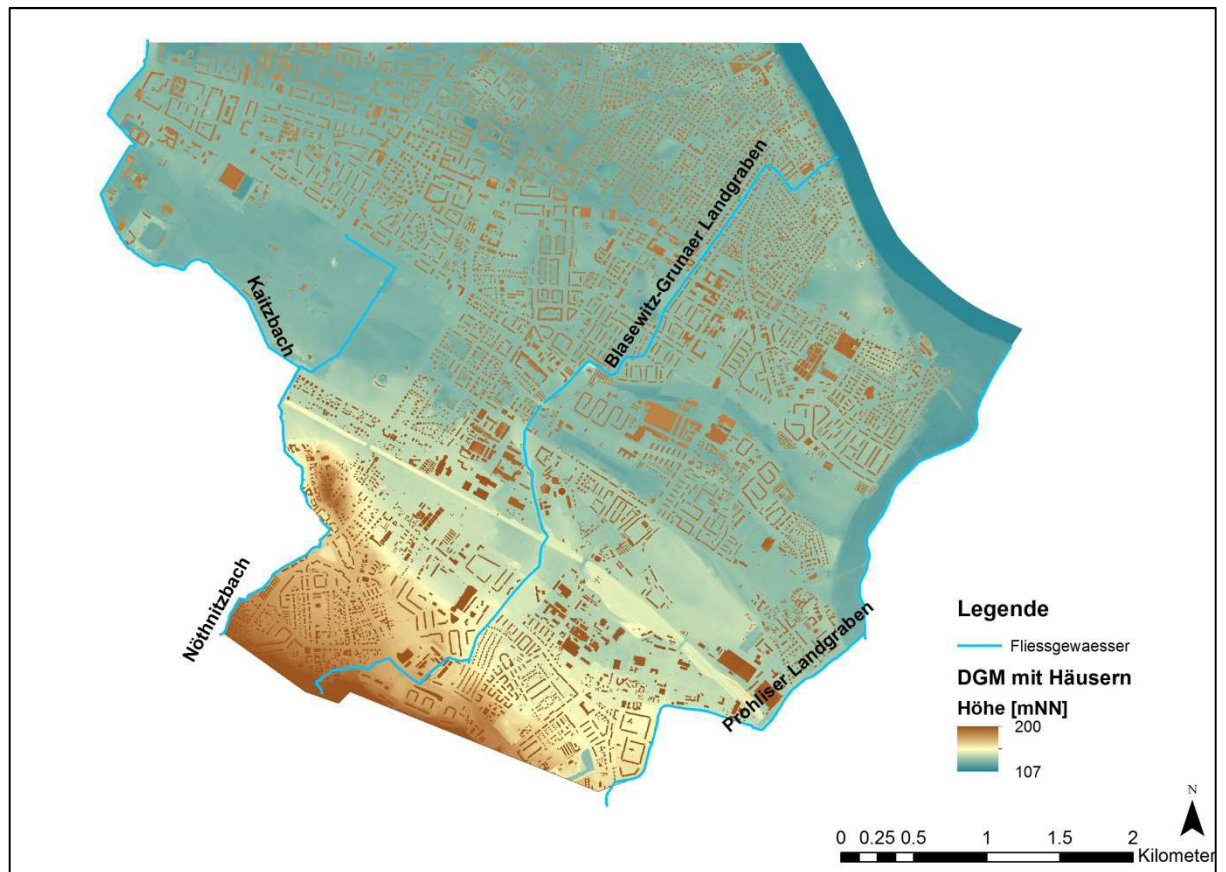 Blasewitz-Grunaer Landgraben
Kaitzbach
Nöthnitzbach
Prohliser Landgraben
Legende
Fliessgewaesser
DGM mit Häusern
Höhe [mNN]
200
107
N
0 0.25 0.5 1 1.5 2
Kilometer